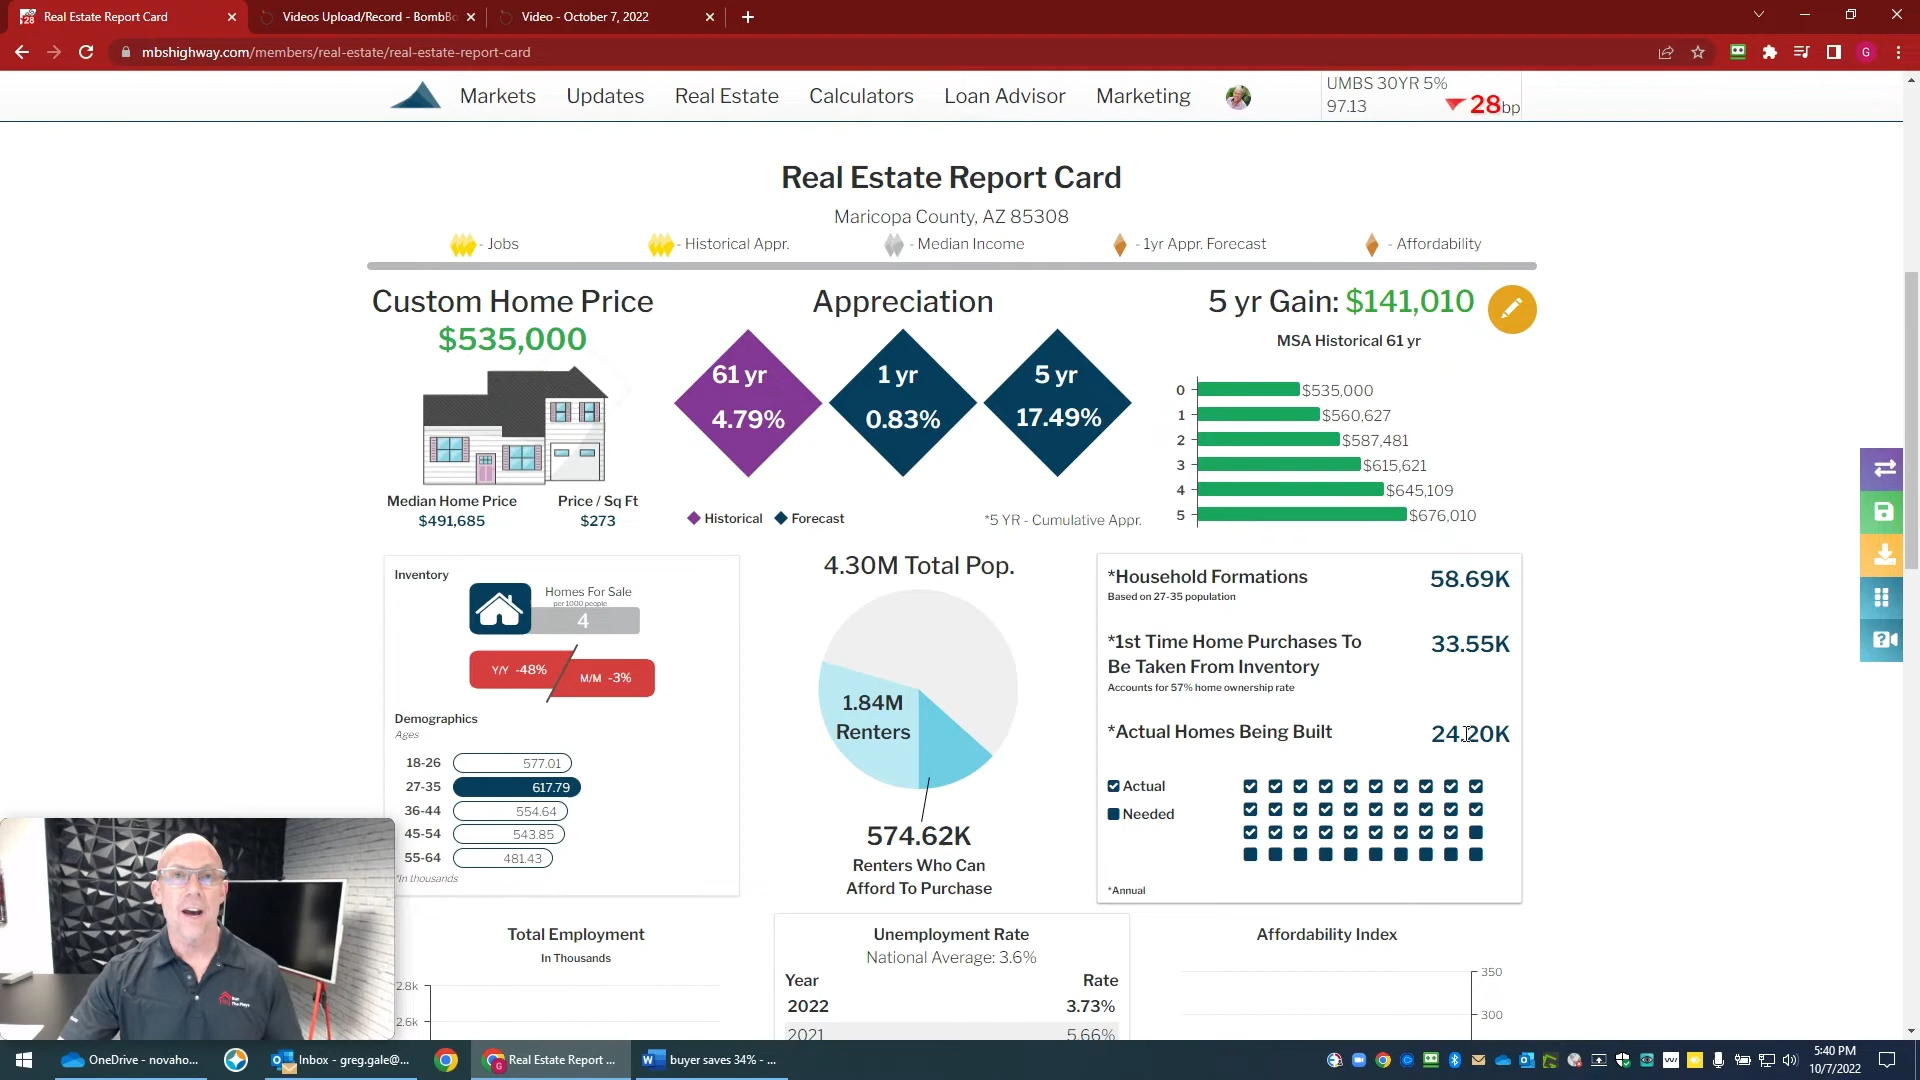 Real Estate Report Card
Videos Upload/Record - BombBo
Video - October 7, 2022
mbshighway.com/members/real-estate/real-estate-report-card
G
Markets
Updates
Real Estate
Calculators
Loan Advisor
Marketing
UMBS 30YR 5%
97.13
28bp
Real Estate Report Card
Maricopa County, AZ 85308
- Jobs
- Historical Appr.
- Median Income
- 1yr Appr. Forecast
- Affordability
Custom Home Price
$535,000
Median Home Price
$491,685
Price / Sq Ft
$273
Appreciation
61 yr
4.79%
1 yr
0.83%
5 yr
17.49%
Historical
Forecast
*5 YR - Cumulative Appr.
5 yr Gain: $141,010
MSA Historical 61 yr
0 $535,000
1 $560,627
2 $587,481
3 $615,621
4 $645,109
5 $676,010
Inventory
Homes For Sale
per 1000 people
4
Y/Y -48%
M/M -3%
Demographics
Ages
18-26 577.01
27-35 617.79
36-44 554.64
45-54 543.85
55-64 481.43
*In thousands
4.30M Total Pop.
1.84M
Renters
574.62K
Renters Who Can
Afford To Purchase
*Household Formations 58.69K
Based on 27-35 population
*1st Time Home Purchases To 33.55K
Be Taken From Inventory
Accounts for 57% home ownership rate
*Actual Homes Being Built 24.20K
Actual
Needed
*Annual
Total Employment
In Thousands
2.8k
2.6k
Unemployment Rate
National Average: 3.6%
Year Rate
2022 3.73%
2021 5.66%
Affordability Index
350
300
OneDrive - novaho...
Inbox - greg.gale@...
Real Estate Report ...
buyer saves 34% - ...
5:40 PM
10/7/2022